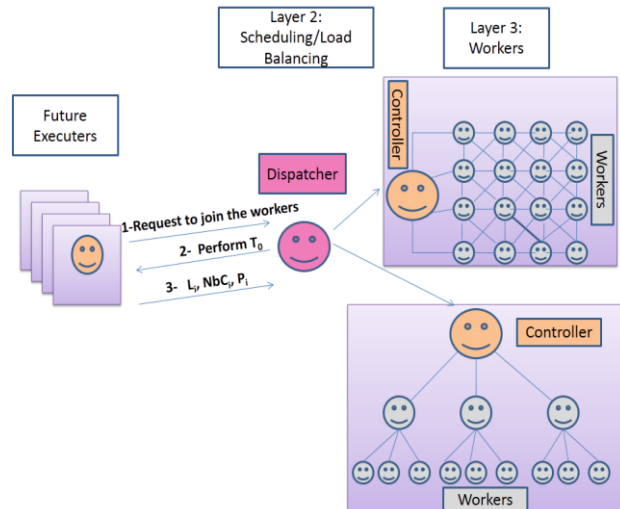 Layer 2:
Scheduling/Load
Balancing
Layer 3:
Workers
Future
Executers
Controller
Workers
Dispatcher
1-Request to join the workers
2- Perform T₀
3- Lᵢ, NbCᵢ, Pᵢ
Controller
Workers